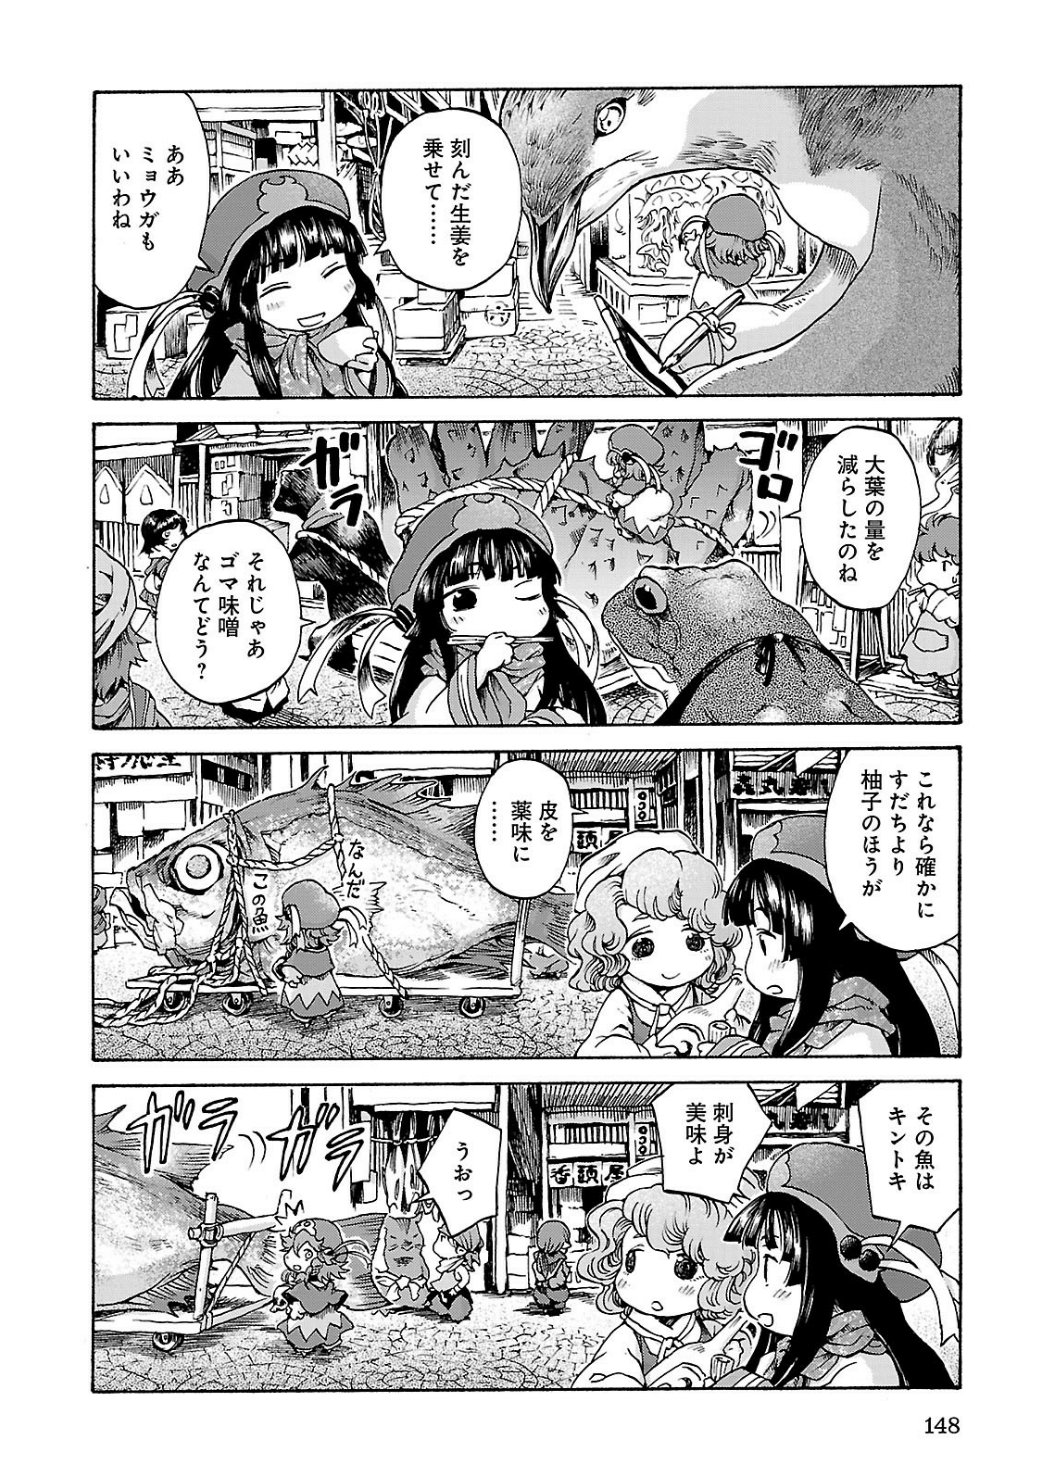 刻んだ生姜を
乗せて……
ああ
ミョウガも
いいわね
大葉の量を
減らしたのね
ゴロ
ガラ
それじゃあ
ゴマ味噌
なんてどう？
これなら確かに
すだちより
柚子のほうが
皮を
薬味に
……
なんだ
この魚
その魚は
キントキ
刺身が
美味よ
うおっ
ガラ
ガラ
148